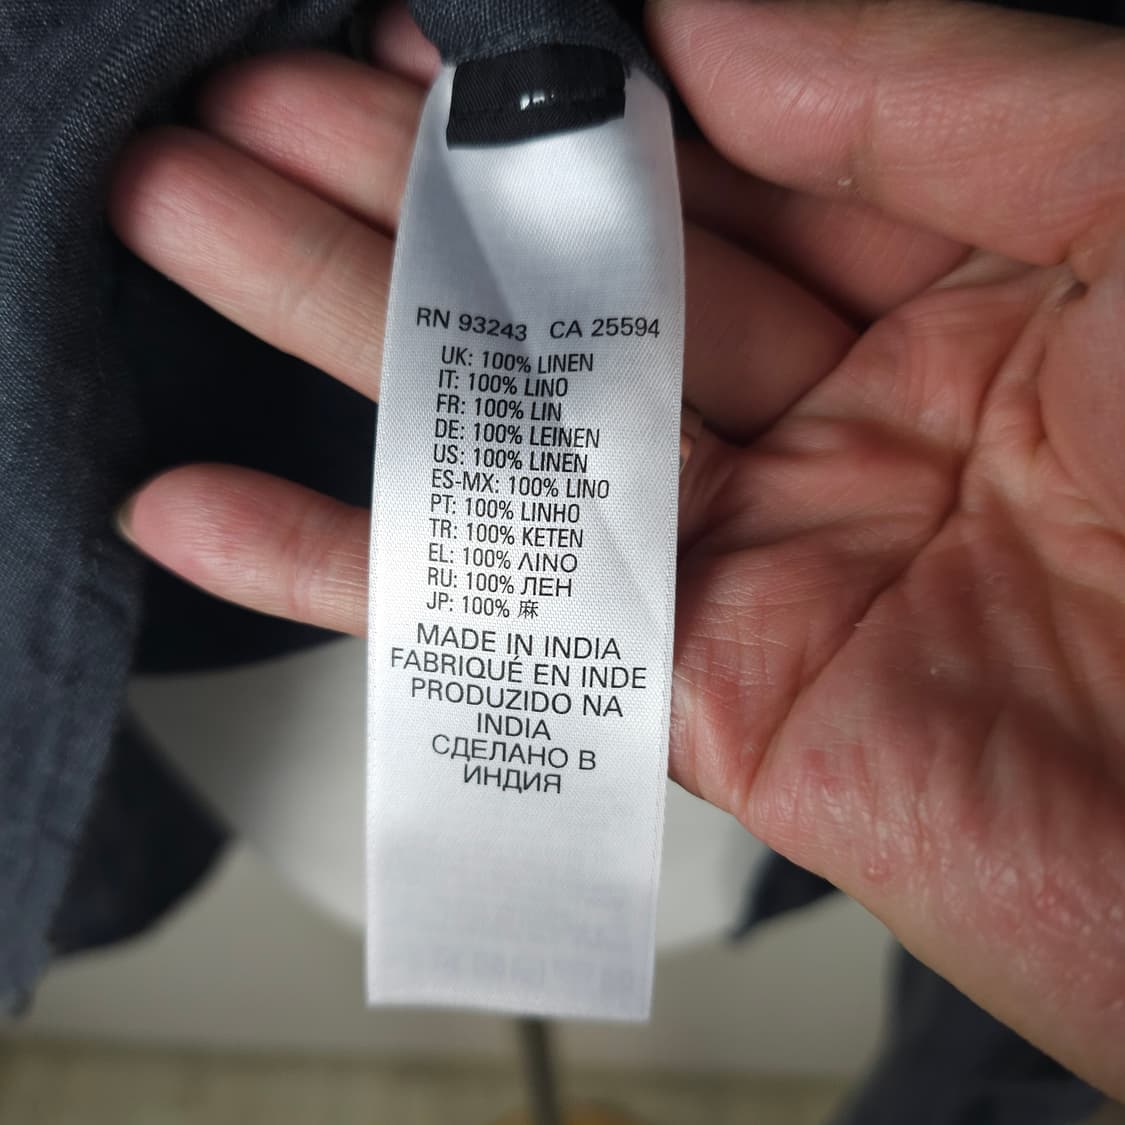 RN 93243 CA 25594
UK: 100% LINEN
IT: 100% LINO
FR: 100% LIN
DE: 100% LEINEN
US: 100% LINEN
ES-MX: 100% LINO
PT: 100% LINHO
TR: 100% KETEN
EL: 100% ΛΙΝΟ
RU: 100% ЛЕН
JP: 100% 麻
MADE IN INDIA
FABRIQUÉ EN INDE
PRODUZIDO NA
INDIA
СДЕЛАНО В
ИНДИЯ